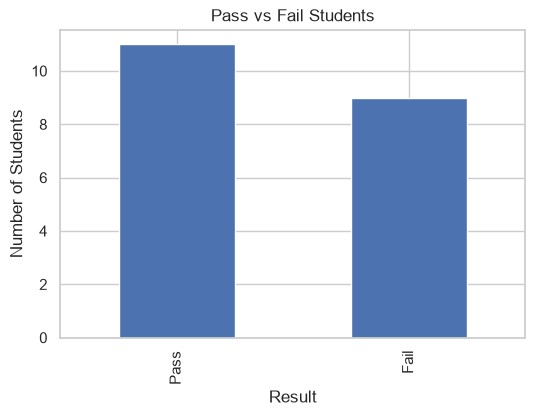 Pass vs Fail Students
Number of Students
10
8
6
4
2
0
Pass
Fail
Result